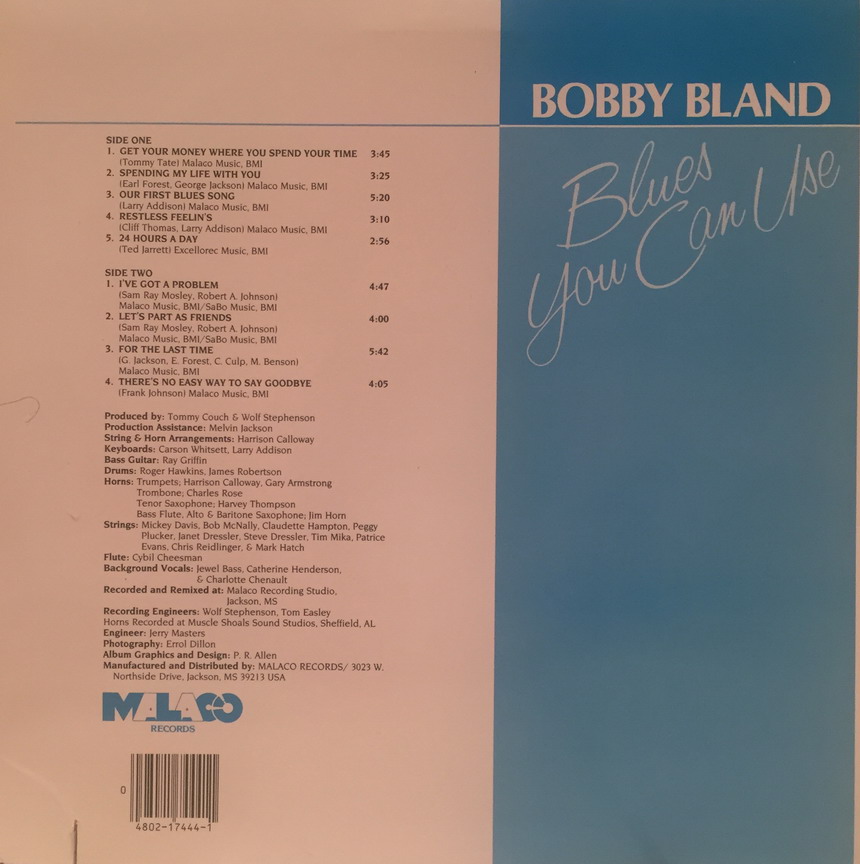 BOBBY BLAND
Blues
You Can Use
SIDE ONE
1. GET YOUR MONEY WHERE YOU SPEND YOUR TIME 3:45
(Tommy Tate) Malaco Music, BMI
2. SPENDING MY LIFE WITH YOU 3:25
(Earl Forest, George Jackson) Malaco Music, BMI
3. OUR FIRST BLUES SONG 5:20
(Larry Addison) Malaco Music, BMI
4. RESTLESS FEELIN'S 3:10
(Cliff Thomas, Larry Addison) Malaco Music, BMI
5. 24 HOURS A DAY 2:56
(Ted Jarrett) Excellorec Music, BMI
SIDE TWO
1. I'VE GOT A PROBLEM 4:47
(Sam Ray Mosley, Robert A. Johnson)
Malaco Music, BMI/SaBo Music, BMI
2. LET'S PART AS FRIENDS 4:00
(Sam Ray Mosley, Robert A. Johnson)
Malaco Music, BMI/SaBo Music, BMI
3. FOR THE LAST TIME 5:42
(G. Jackson, E. Forest, C. Culp, M. Benson)
Malaco Music, BMI
4. THERE'S NO EASY WAY TO SAY GOODBYE 4:05
(Frank Johnson) Malaco Music, BMI
Produced by: Tommy Couch & Wolf Stephenson
Production Assistance: Melvin Jackson
String & Horn Arrangements: Harrison Calloway
Keyboards: Carson Whitsett, Larry Addison
Bass Guitar: Ray Griffin
Drums: Roger Hawkins, James Robertson
Horns: Trumpets; Harrison Calloway, Gary Armstrong
Trombone; Charles Rose
Tenor Saxophone; Harvey Thompson
Bass Flute, Alto & Baritone Saxophone; Jim Horn
Strings: Mickey Davis, Bob McNally, Claudette Hampton, Peggy
Plucker, Janet Dressler, Steve Dressler, Tim Mika, Patrice
Evans, Chris Reidlinger, & Mark Hatch
Flute: Cybil Cheesman
Background Vocals: Jewel Bass, Catherine Henderson,
& Charlotte Chenault
Recorded and Remixed at: Malaco Recording Studio,
Jackson, MS
Recording Engineers: Wolf Stephenson, Tom Easley
Horns Recorded at Muscle Shoals Sound Studios, Sheffield, AL
Engineer: Jerry Masters
Photography: Errol Dillon
Album Graphics and Design: P. R. Allen
Manufactured and Distributed by: MALACO RECORDS/ 3023 W.
Northside Drive, Jackson, MS 39213 USA
MALACO
RECORDS
0
4802-17444-1